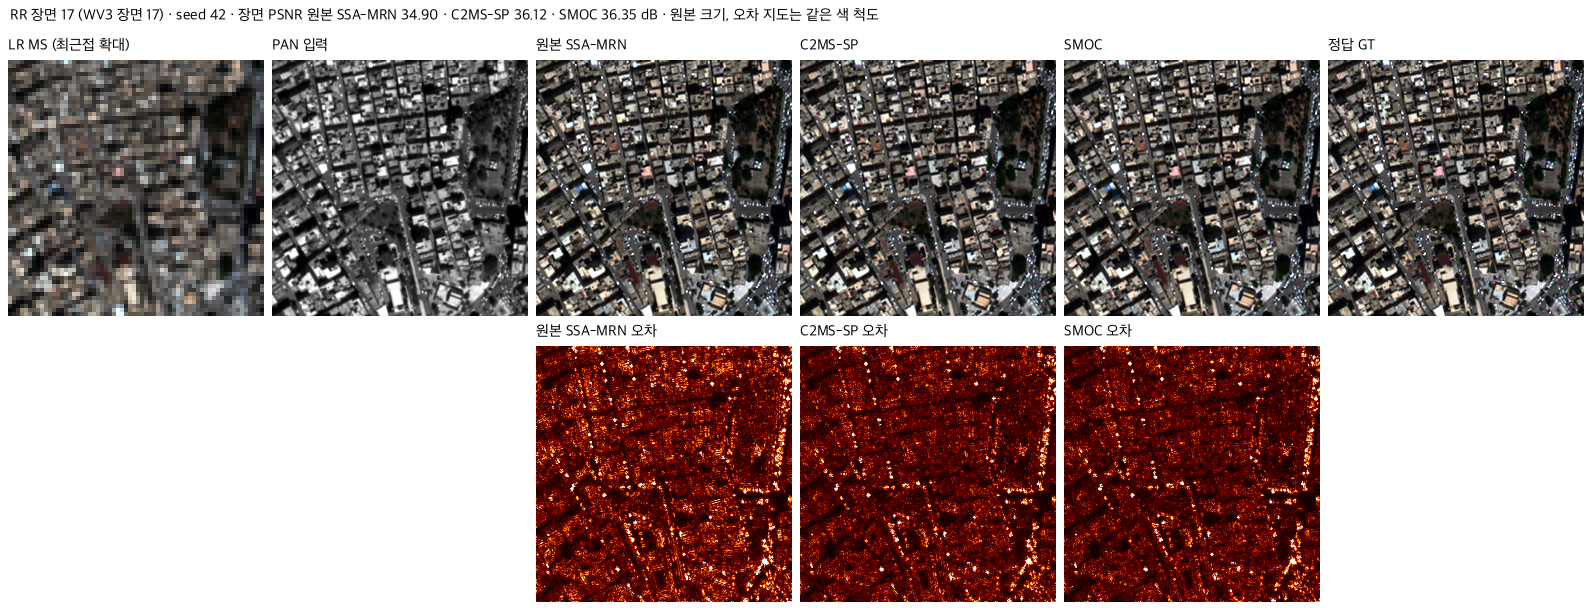 RR 장면 17 (WV3 장면 17) · seed 42 · 장면 PSNR 원본 SSA-MRN 34.90 · C2MS-SP 36.12 · SMOC 36.35 dB · 원본 크기, 오차 지도는 같은 색 척도
LR MS (최근접 확대)
PAN 입력
원본 SSA-MRN
C2MS-SP
SMOC
정답 GT
원본 SSA-MRN 오차
C2MS-SP 오차
SMOC 오차